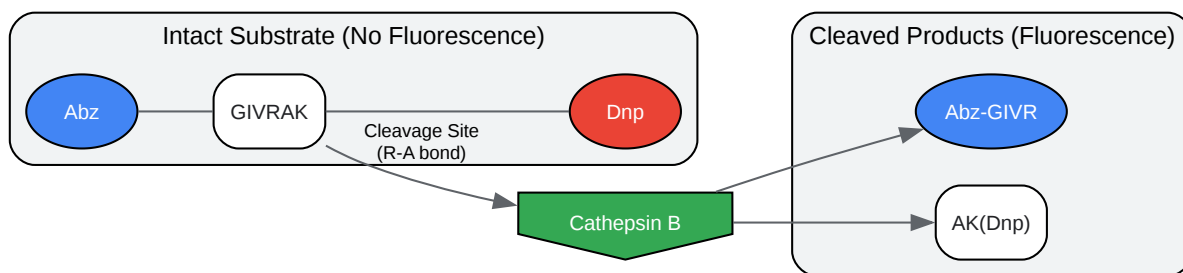 Intact Substrate (No Fluorescence)
Abz
GIVRAK
Dnp
Cleavage Site
(R-A bond)
Cathepsin B
Cleaved Products (Fluorescence)
Abz-GIVR
AK(Dnp)